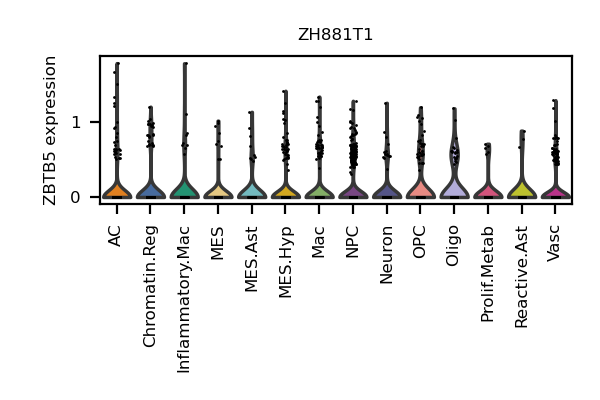 ZH881T1
ZBTB5 expression
1
0
AC
Chromatin.Reg
Inflammatory.Mac
MES
MES.Ast
MES.Hyp
Mac
NPC
Neuron
OPC
Oligo
Prolif.Metab
Reactive.Ast
Vasc